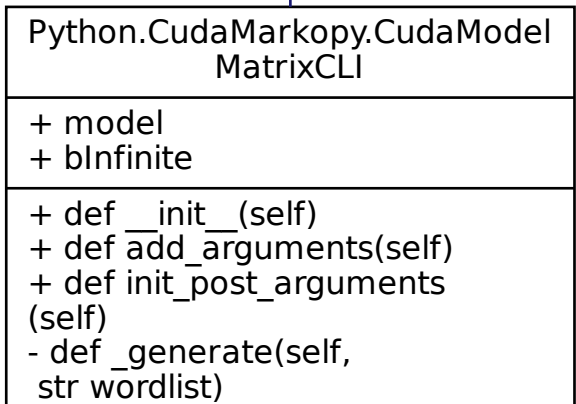 Python.CudaMarkopy.CudaModel
MatrixCLI
+ model
+ bInfinite
+ def __init__(self)
+ def add_arguments(self)
+ def init_post_arguments
(self)
- def _generate(self,
str wordlist)